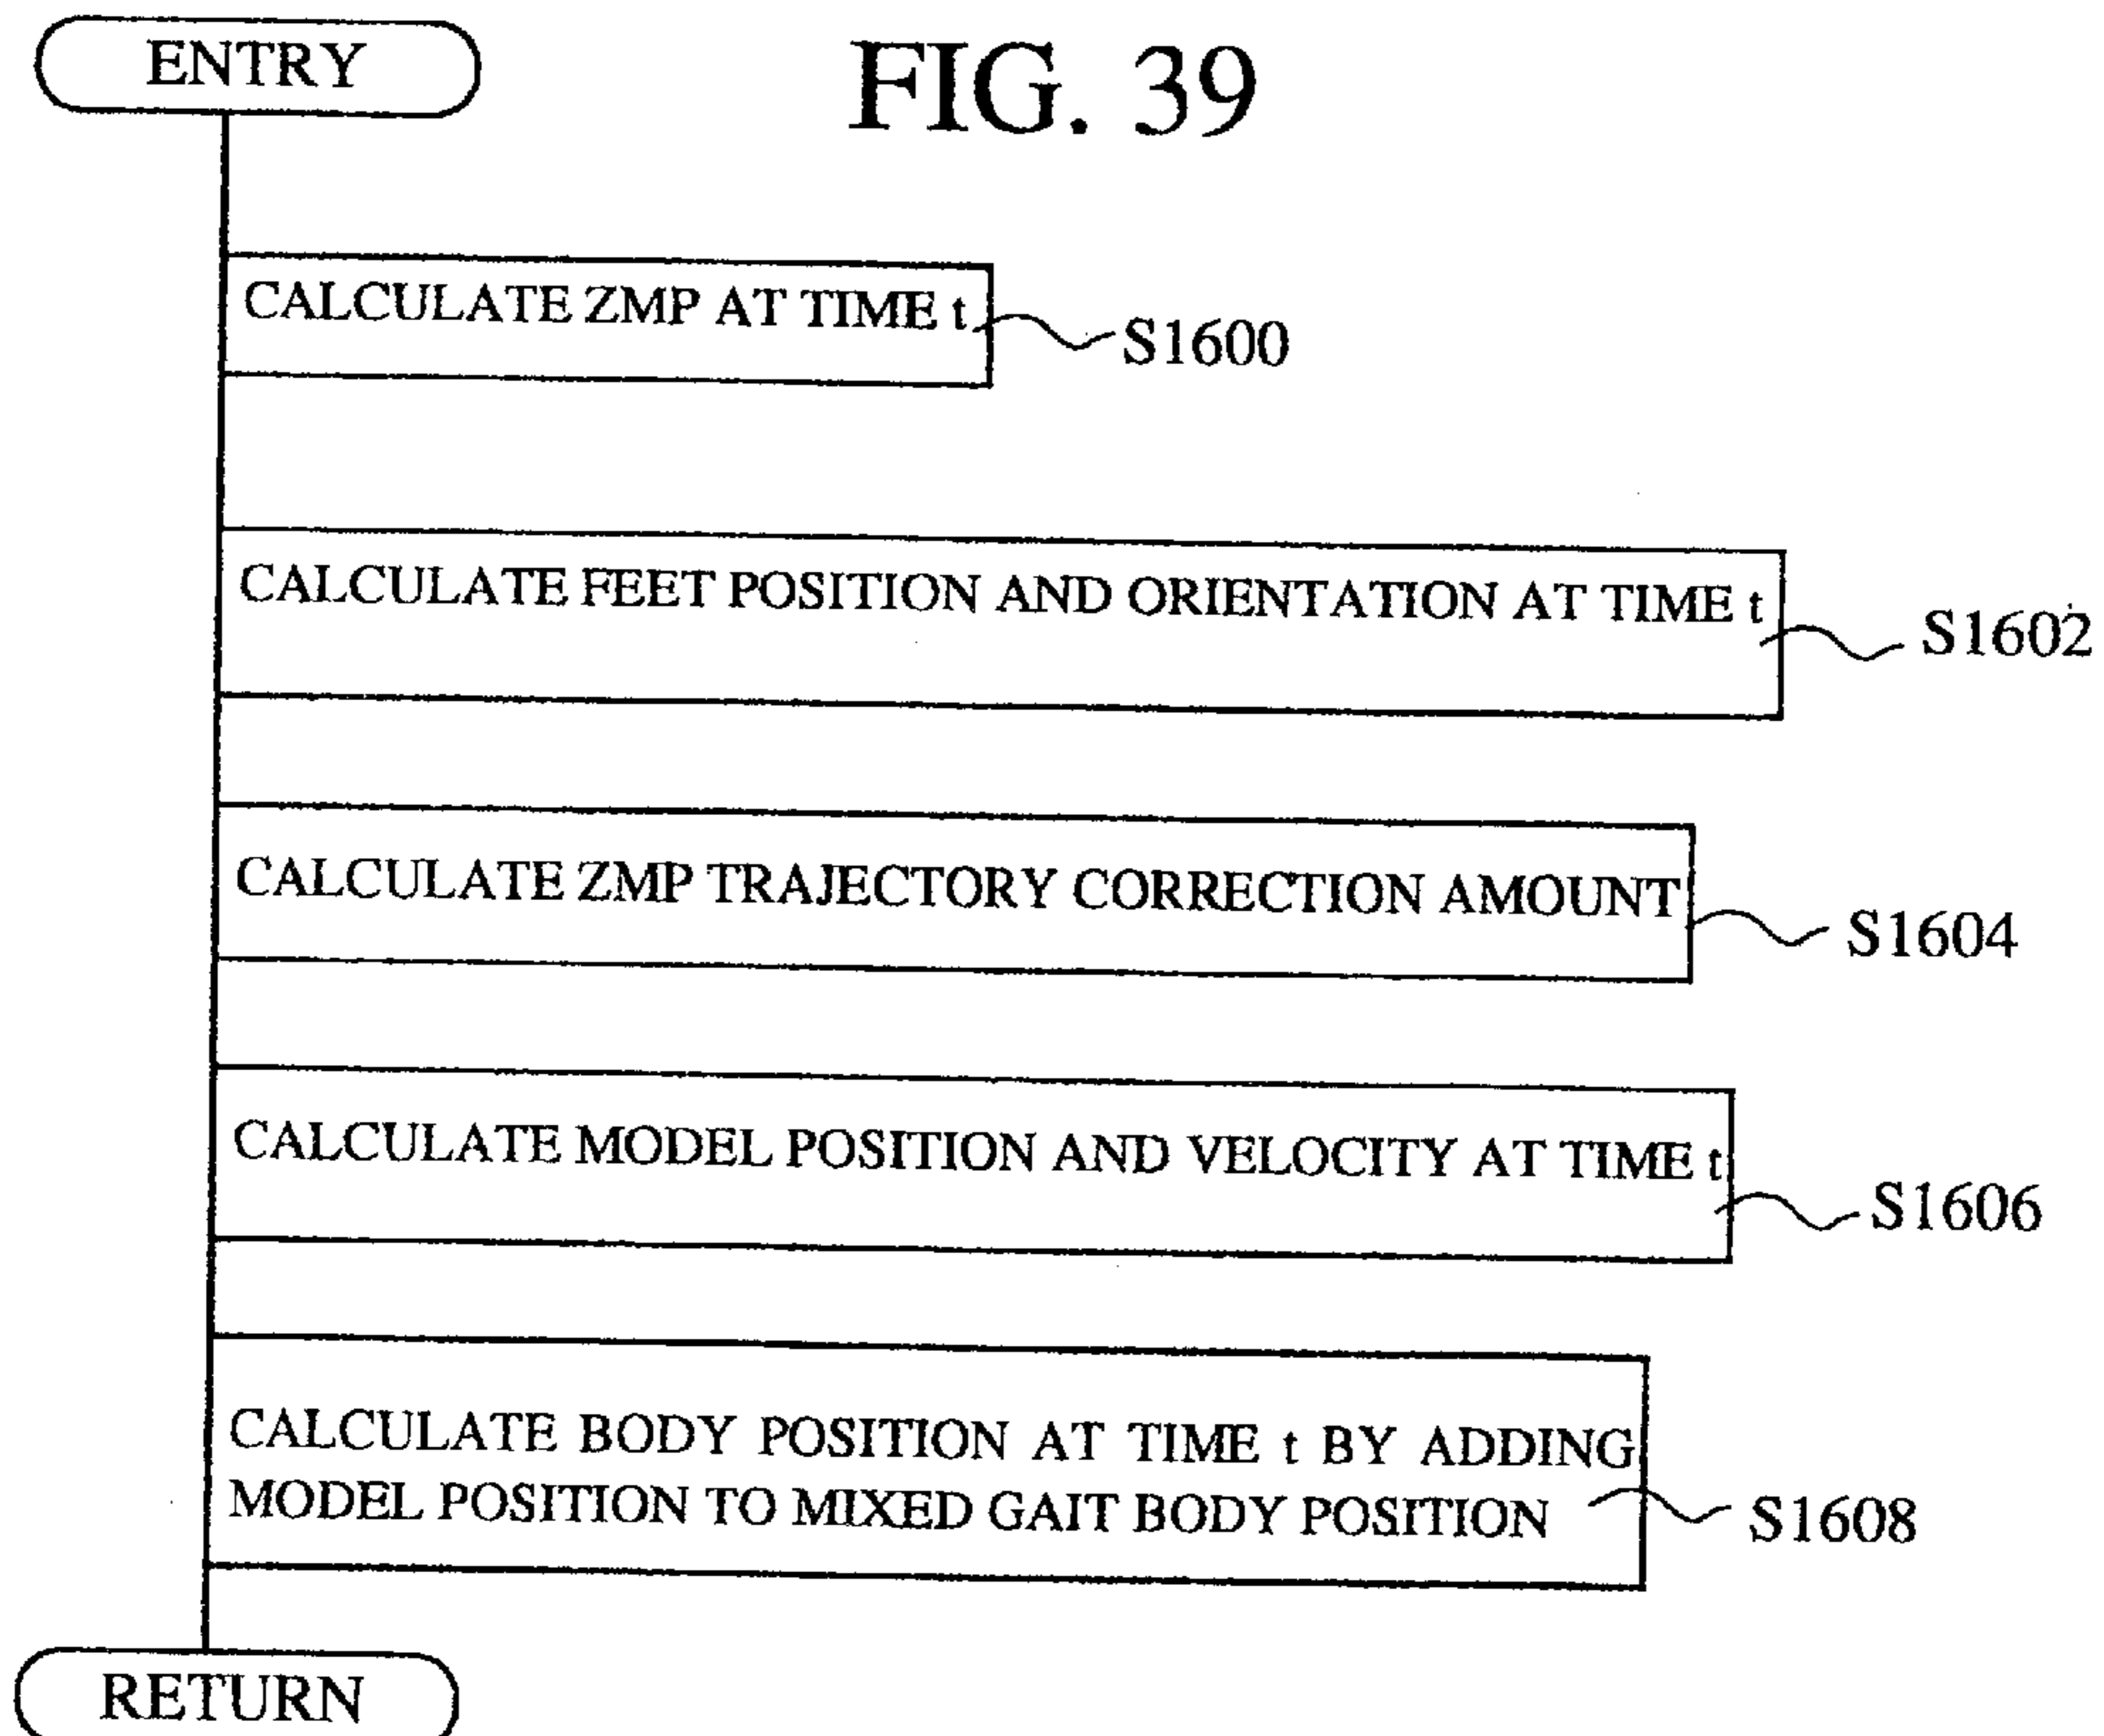 ENTRY
FIG. 39
CALCULATE ZMP AT TIME t
S1600
CALCULATE FEET POSITION AND ORIENTATION AT TIME t
S1602
CALCULATE ZMP TRAJECTORY CORRECTION AMOUNT
S1604
CALCULATE MODEL POSITION AND VELOCITY AT TIME t
S1606
CALCULATE BODY POSITION AT TIME t BY ADDING
MODEL POSITION TO MIXED GAIT BODY POSITION
S1608
RETURN